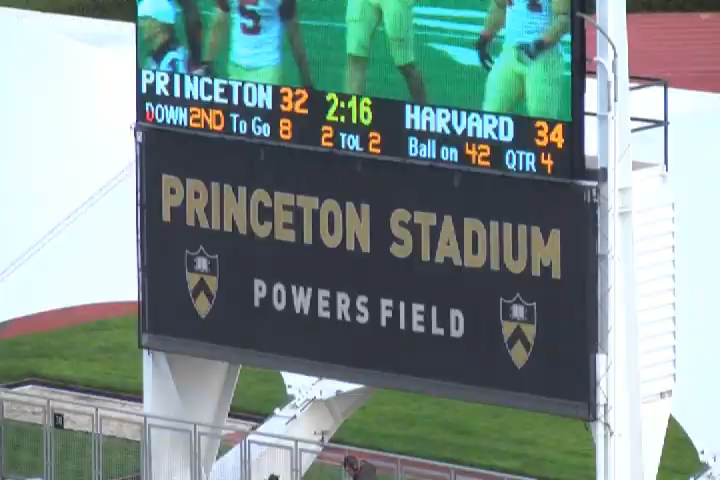 5
PRINCETON 32 2:16 HARVARD 34
DOWN 2ND To Go 8 2 TOL 2 Ball on 42 QTR 4
PRINCETON STADIUM
POWERS FIELD